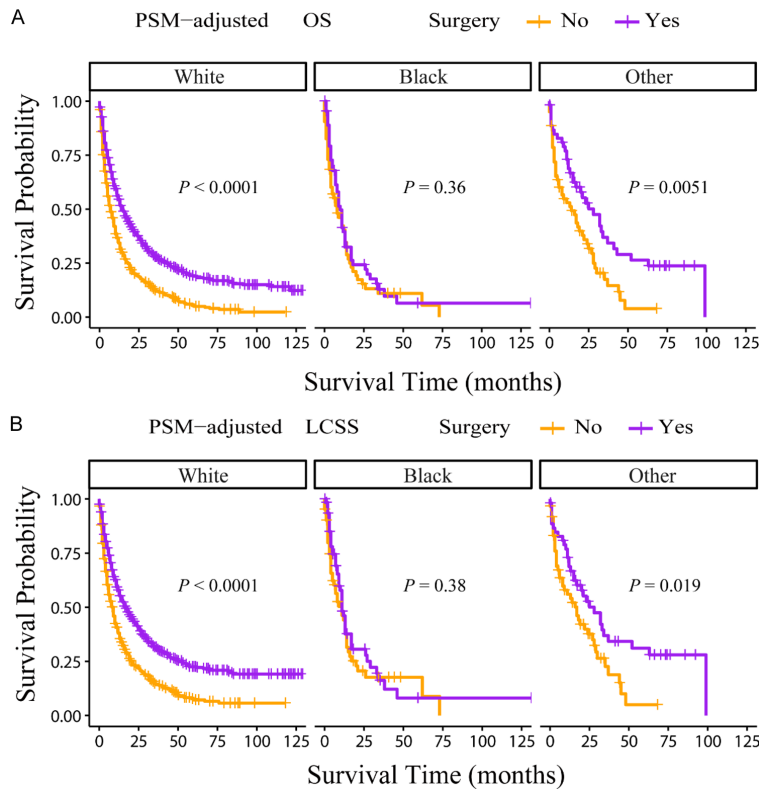 A
PSM−adjusted OS Surgery No Yes
White Black Other
Survival Probability
1.00
0.75
0.50
0.25
0.00
P < 0.0001
P = 0.36
P = 0.0051
0 25 50 75 100 125 0 25 50 75 100 125 0 25 50 75 100 125
Survival Time (months)
B
PSM−adjusted LCSS Surgery No Yes
White Black Other
Survival Probability
1.00
0.75
0.50
0.25
0.00
P < 0.0001
P = 0.38
P = 0.019
0 25 50 75 100 125 0 25 50 75 100 125 0 25 50 75 100 125
Survival Time (months)